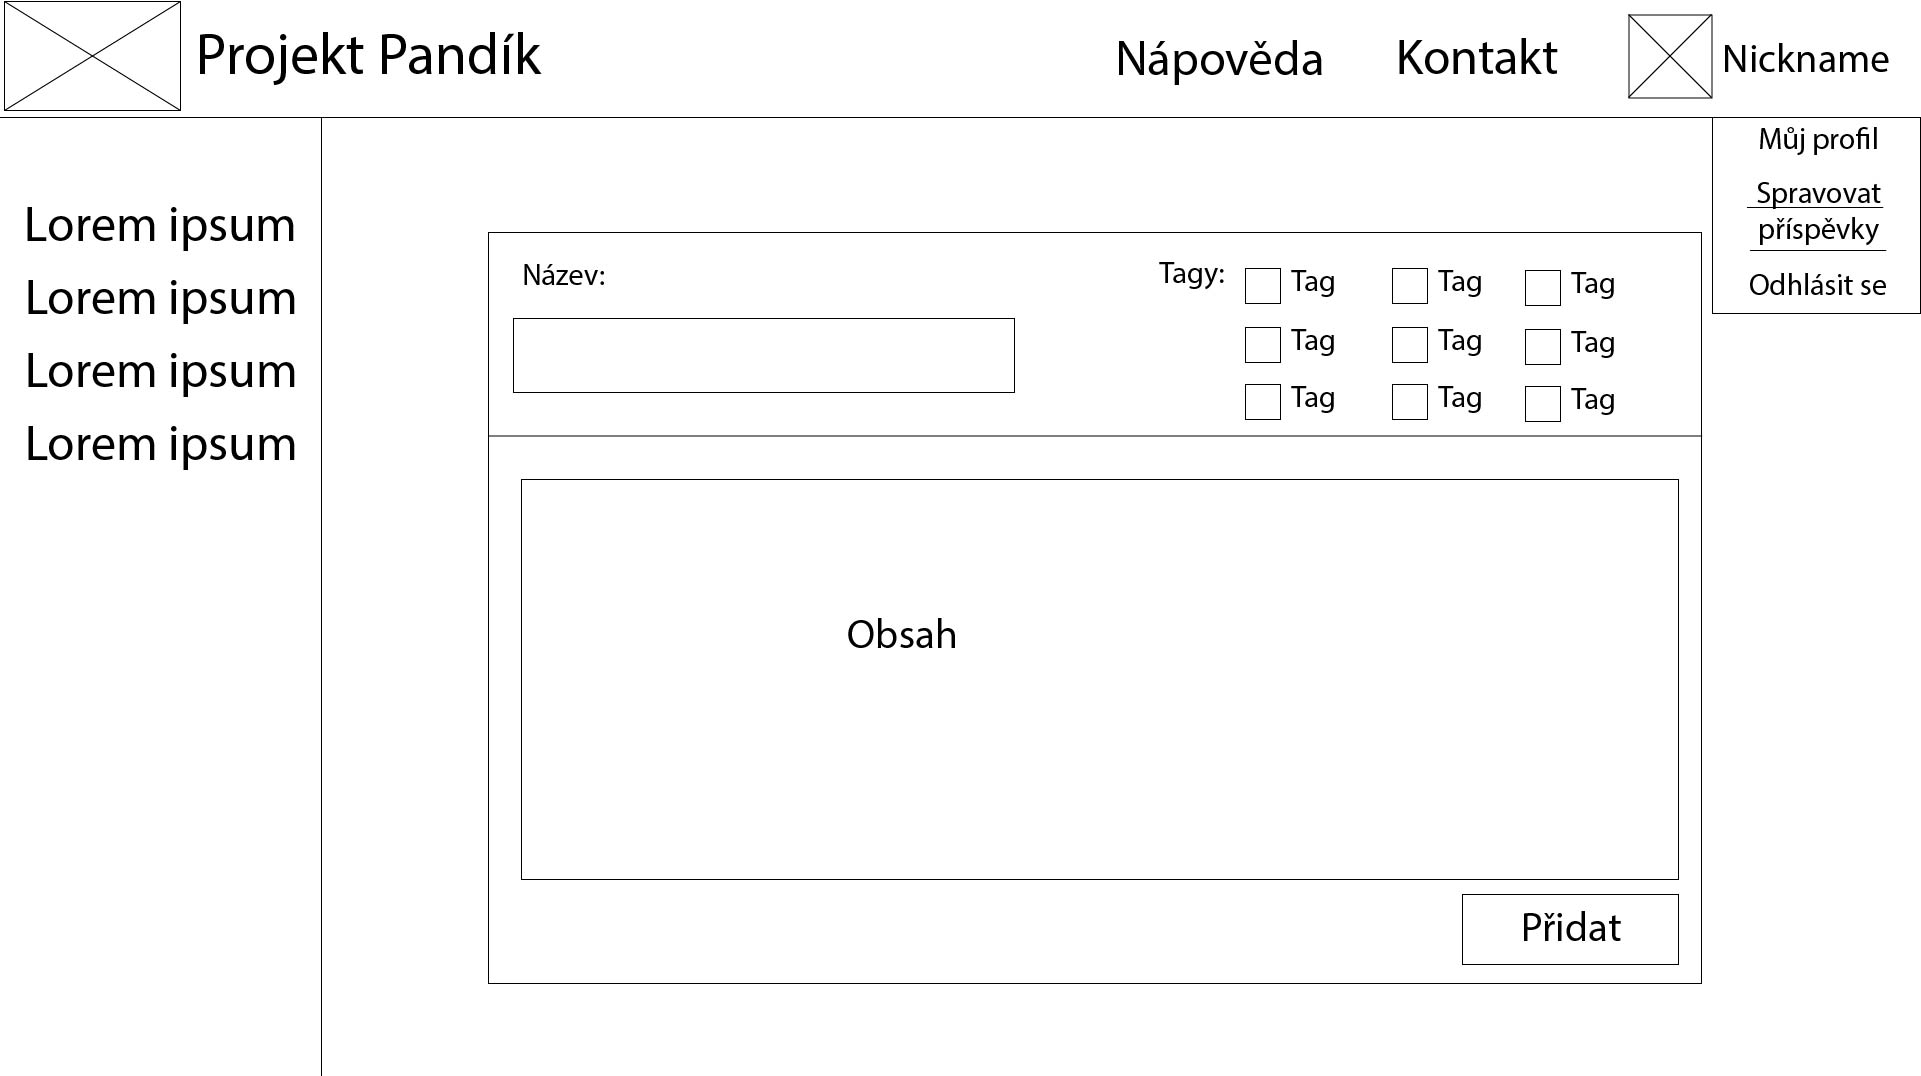 Projekt Pandík
Nápověda
Kontakt
Nickname
Můj profil
Spravovat
příspěvky
Odhlásit se
Lorem ipsum
Lorem ipsum
Lorem ipsum
Lorem ipsum
Název:
Tagy:
Tag
Tag
Tag
Tag
Tag
Tag
Tag
Tag
Tag
Obsah
Přidat